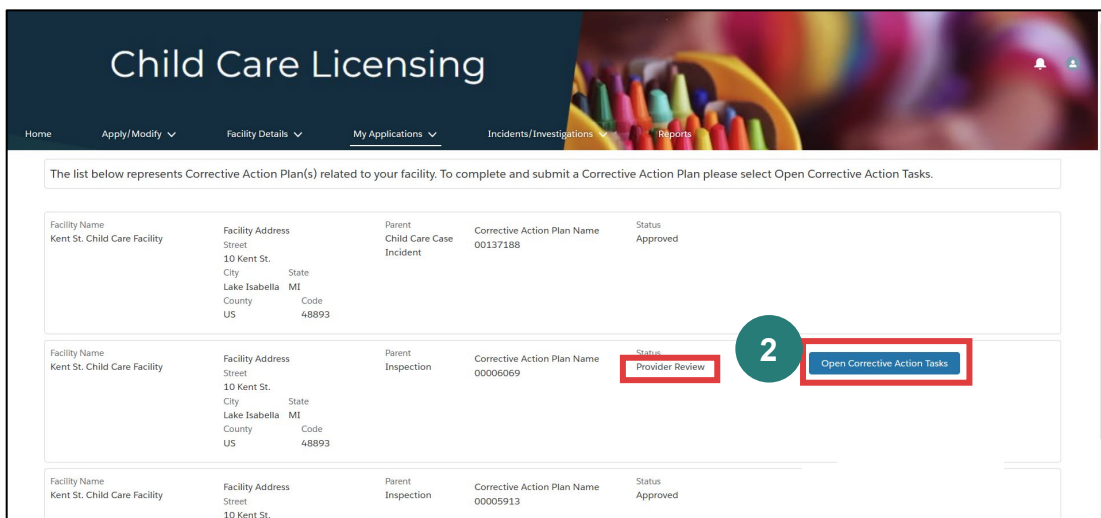 Child Care Licensing
Home Apply/Modify Facility Details My Applications Incidents/Investigations Reports
The list below represents Corrective Action Plan(s) related to your facility. To complete and submit a Corrective Action Plan please select Open Corrective Action Tasks.
Facility Name
Kent St. Child Care Facility
Facility Address
Street
10 Kent St.
City State
Lake Isabella MI
County Code
US 48893
Parent
Child Care Case
Incident
Corrective Action Plan Name
00137188
Status
Approved
Facility Name
Kent St. Child Care Facility
Facility Address
Street
10 Kent St.
City State
Lake Isabella MI
County Code
US 48893
Parent
Inspection
Corrective Action Plan Name
00006069
Status
Provider Review
2
Open Corrective Action Tasks
Facility Name
Kent St. Child Care Facility
Facility Address
Street
10 Kent St.
Parent
Inspection
Corrective Action Plan Name
00005913
Status
Approved